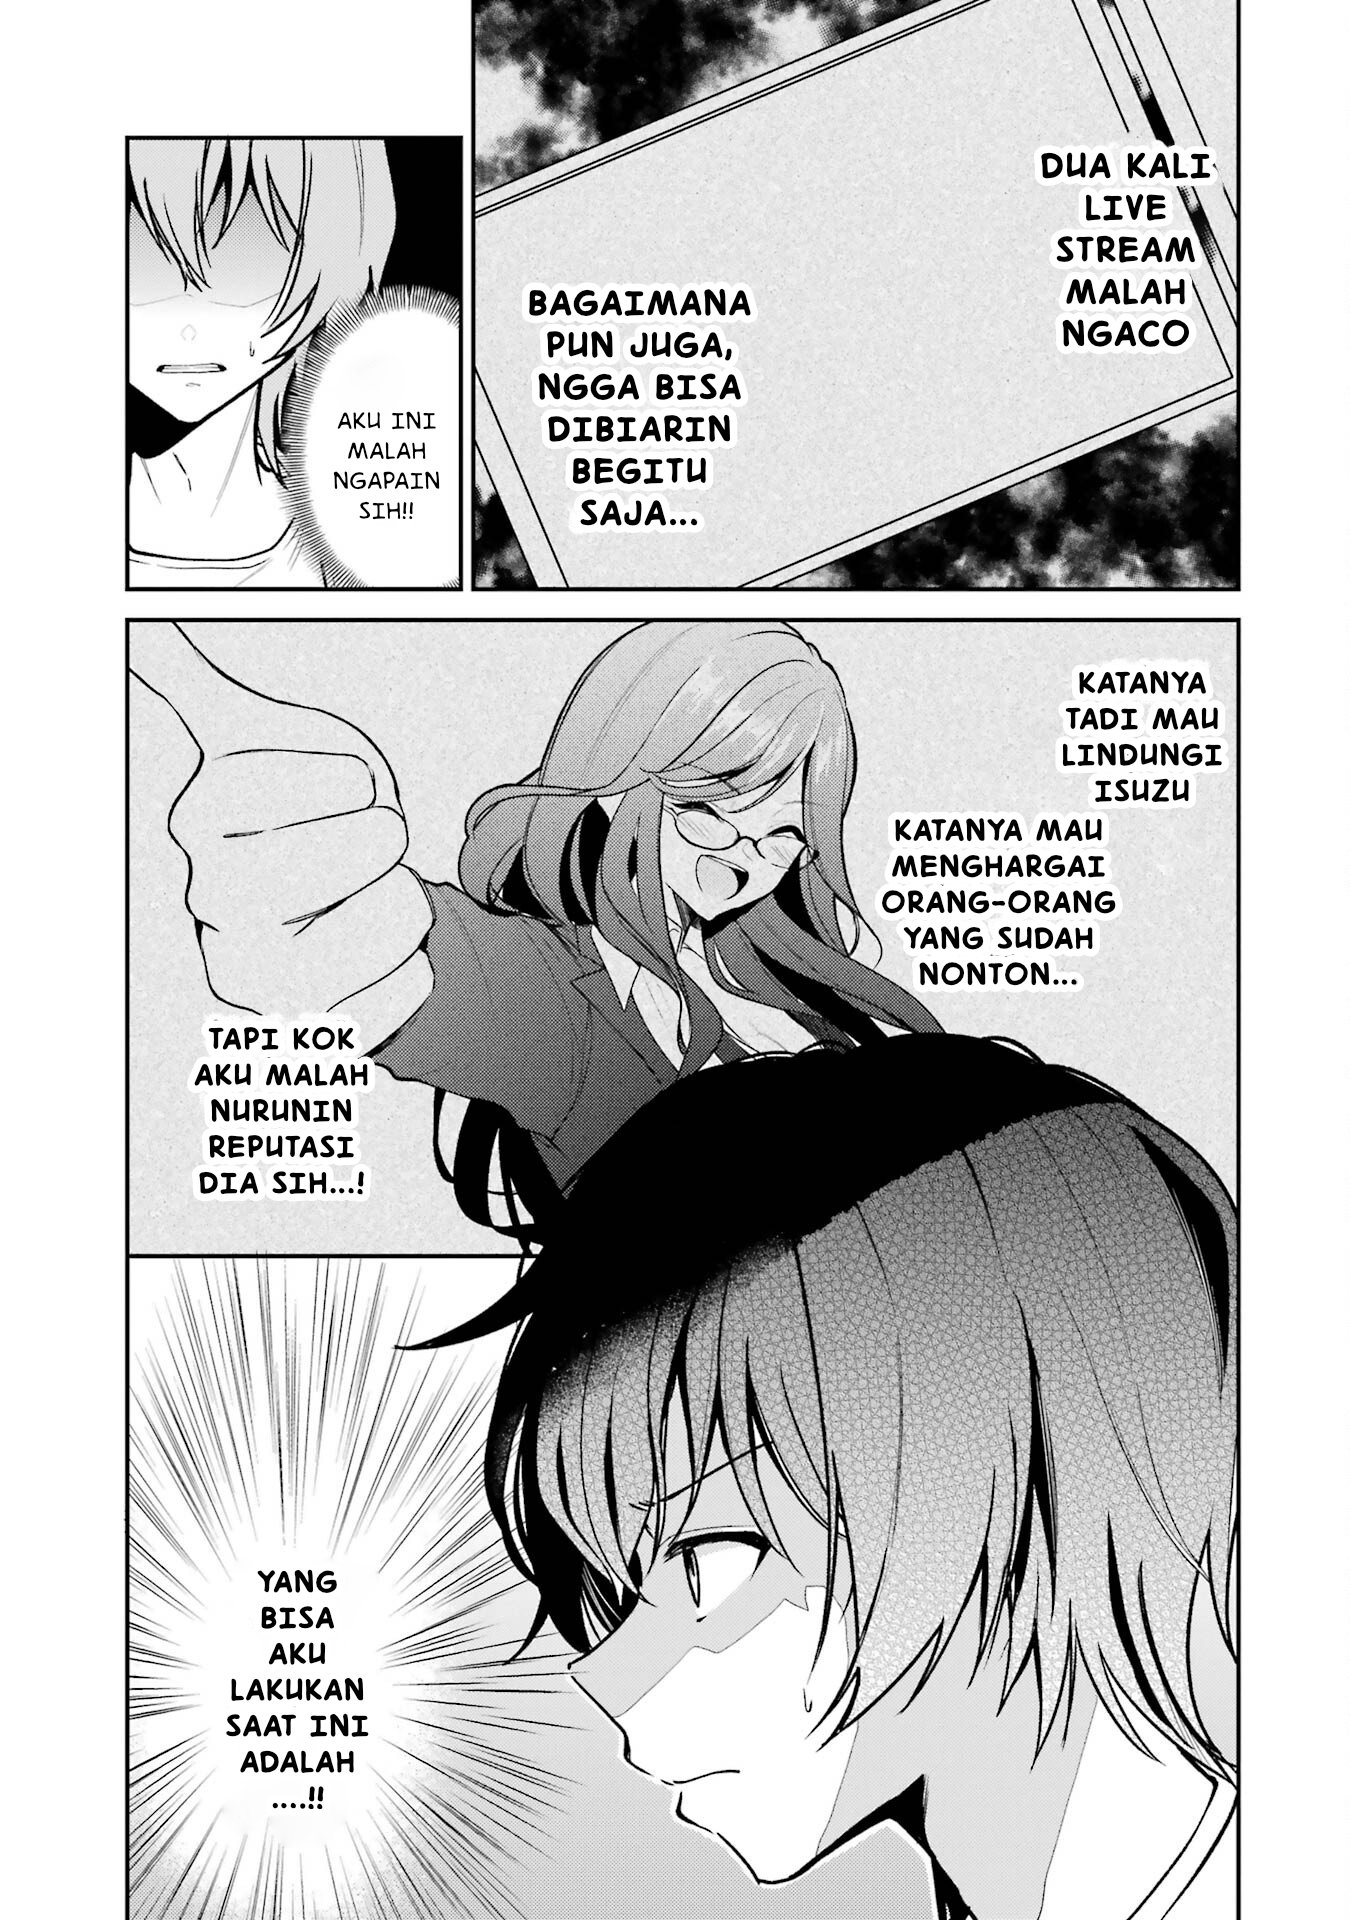 DUA KALI
LIVE
STREAM
MALAH
NGACO
BAGAIMANA
PUN JUGA,
NGGA BISA
DIBIARIN
BEGITU
SAJA...
AKU INI
MALAH
NGAPAIN
SIH!!
KATANYA
TADI MAU
LINDUNGI
ISUZU
KATANYA MAU
MENGHARGAI
ORANG-ORANG
YANG SUDAH
NONTON...
TAPI KOK
AKU MALAH
NURUNIN
REPUTASI
DIA SIH...!
YANG
BISA
AKU
LAKUKAN
SAAT INI
ADALAH
....!!